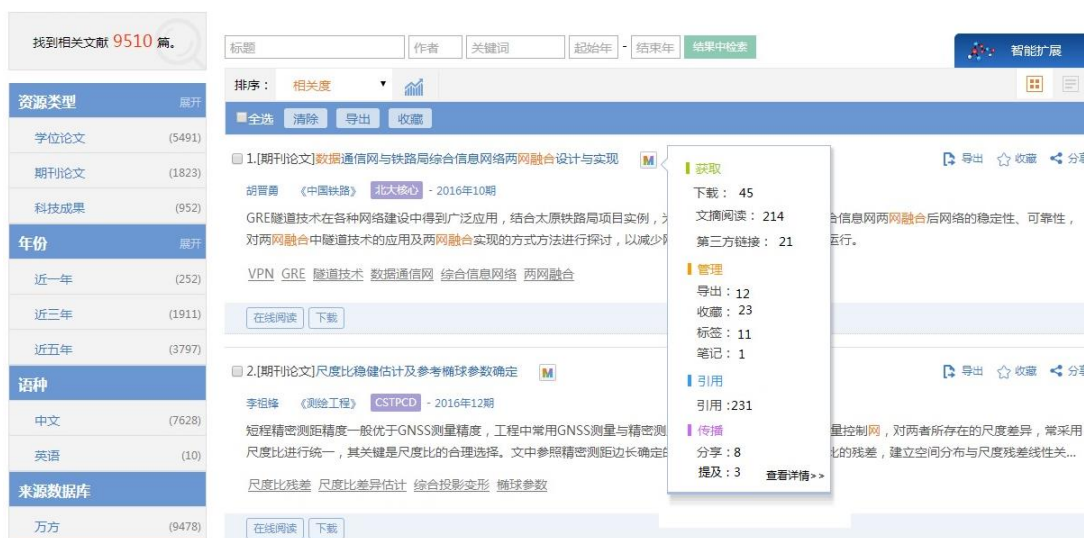 找到相关文献 9510 篇。
标题 作者 关键词 起始年 - 结束年 结果中检索
智能扩展
排序： 相关度
资源类型 展开
学位论文 (5491)
期刊论文 (1823)
科技成果 (952)
年份 展开
近一年 (252)
近三年 (1911)
近五年 (3797)
语种
中文 (7628)
英语 (10)
来源数据库
万方 (9478)
全选 清除 导出 收藏
1.[期刊论文]数据通信网与铁路局综合信息网络两网融合设计与实现 M
导出 收藏 分享
胡晋勇 《中国铁路》 北大核心 - 2016年10期
GRE隧道技术在各种网络建设中得到广泛应用，结合太原铁路局项目实例，
合信息网两网融合后网络的稳定性、可靠性，
对两网融合中隧道技术的应用及两网融合实现的方式方法进行探讨，以减少
运行。
VPN GRE 隧道技术 数据通信网 综合信息网络 两网融合
在线阅读 下载
获取
下载： 45
文摘阅读：214
第三方链接： 21
管理
导出：12
收藏： 23
标签：11
笔记：1
引用
引用 :231
传播
分享：8
提及：3 查看详情>>
2.[期刊论文]尺度比稳健估计及参考椭球参数确定 M
导出 收藏 分享
李祖锋 《测绘工程》 CSTPCD - 2016年12期
短程精密测距精度一般优于GNSS测量精度，工程中常用GNSS测量与精密测
量控制网，对两者所存在的尺度差异，常采用
尺度比进行统一，其关键是尺度比的合理选择。文中参照精密测距边长确定的
比的残差，建立空间分布与尺度残差线性关...
尺度比残差 尺度比差异估计 综合投影变形 椭球参数
在线阅读 下载